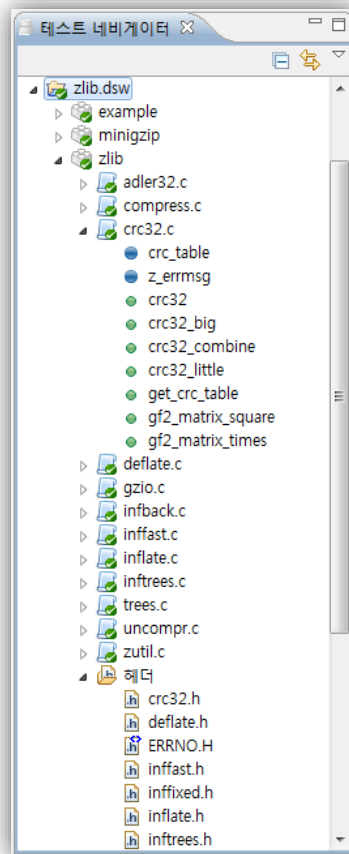 테스트 네비게이터
zlib.dsw
example
minigzip
zlib
adler32.c
compress.c
crc32.c
crc_table
z_errmsg
crc32
crc32_big
crc32_combine
crc32_little
get_crc_table
gf2_matrix_square
gf2_matrix_times
deflate.c
gzio.c
infback.c
inffast.c
inflate.c
inftrees.c
trees.c
uncompr.c
zutil.c
헤더
crc32.h
deflate.h
ERRNO.H
inffast.h
inffixed.h
inflate.h
inftrees.h